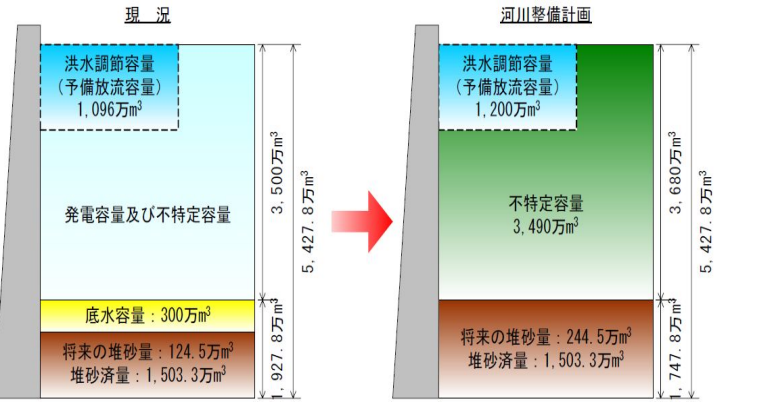 現 況
洪水調節容量
(予備放流容量)
1,096万m³
発電容量及び不特定容量
底水容量：300万m³
将来の堆砂量：124.5万m³
堆砂済量：1,503.3万m³
3,500万m³
1,927.8万m³
5,427.8万m³
河川整備計画
洪水調節容量
(予備放流容量)
1,200万m³
不特定容量
3,490万m³
将来の堆砂量：244.5万m³
堆砂済量：1,503.3万m³
3,680万m³
1,747.8万m³
5,427.8万m³